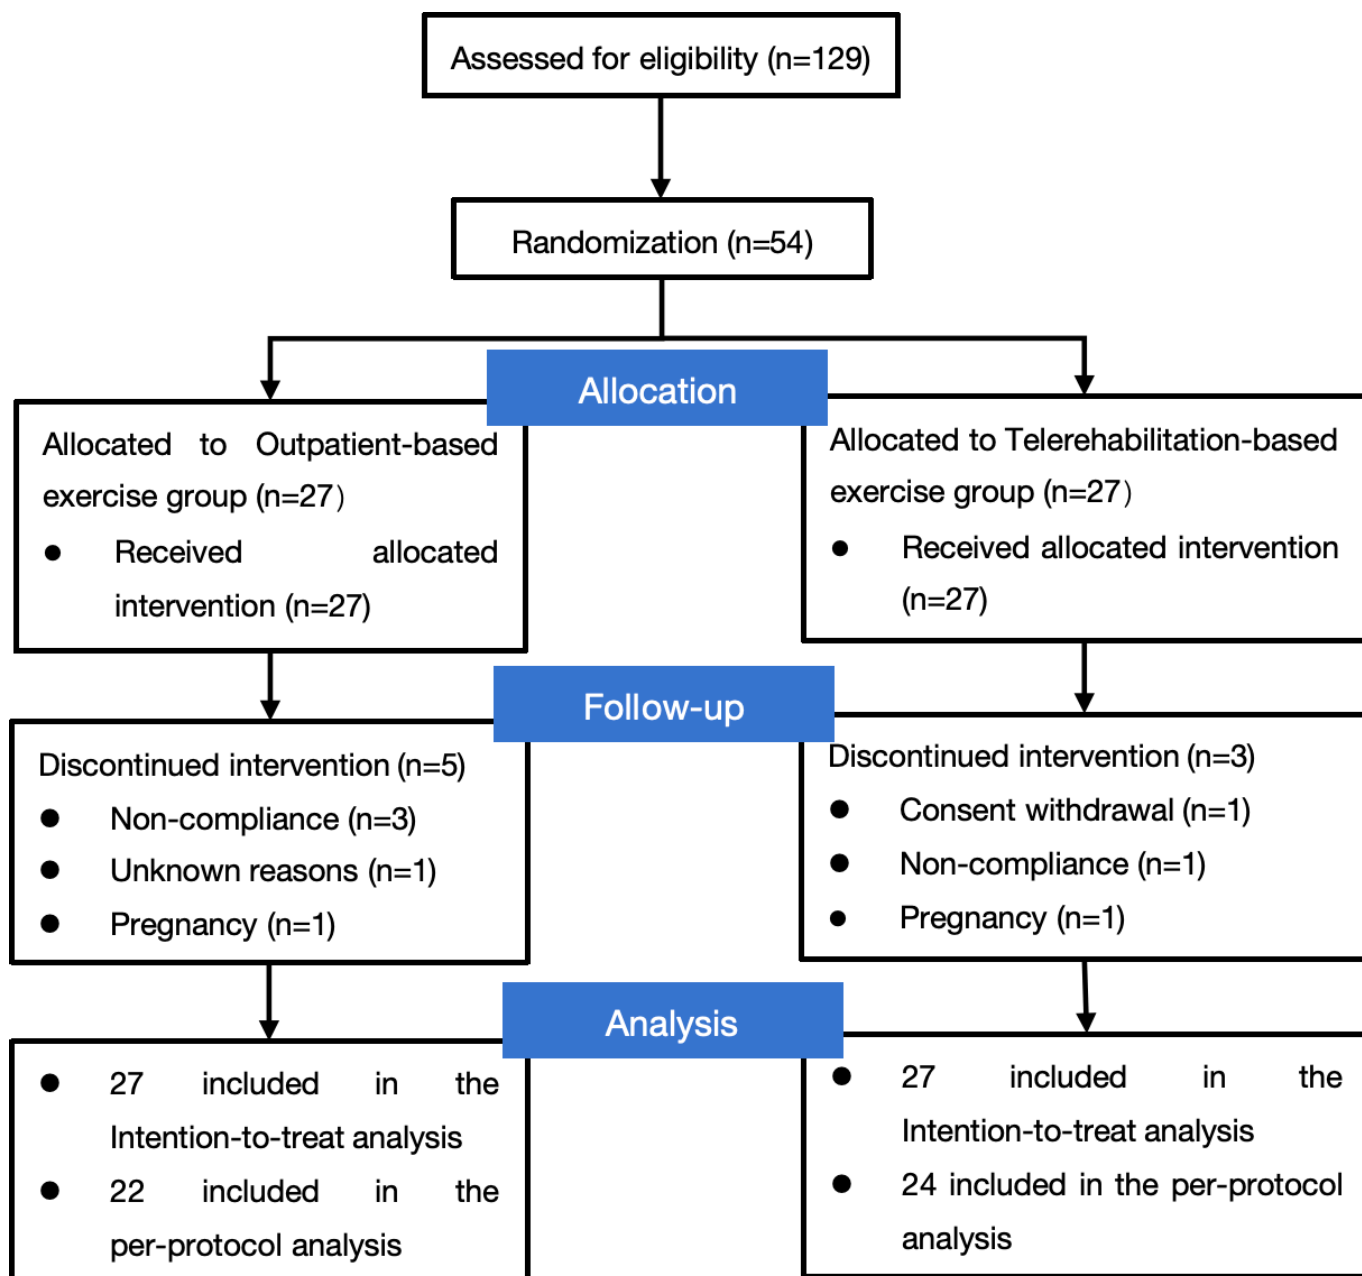 Assessed for eligibility (n=129)
Randomization (n=54)
Allocation
Allocated to Outpatient-based
exercise group (n=27)
● Received allocated
intervention (n=27)
Allocated to Telerehabilitation-based
exercise group (n=27)
● Received allocated intervention
(n=27)
Follow-up
Discontinued intervention (n=5)
● Non-compliance (n=3)
● Unknown reasons (n=1)
● Pregnancy (n=1)
Discontinued intervention (n=3)
● Consent withdrawal (n=1)
● Non-compliance (n=1)
● Pregnancy (n=1)
Analysis
● 27 included in the
Intention-to-treat analysis
● 22 included in the
per-protocol analysis
● 27 included in the
Intention-to-treat analysis
● 24 included in the per-protocol
analysis